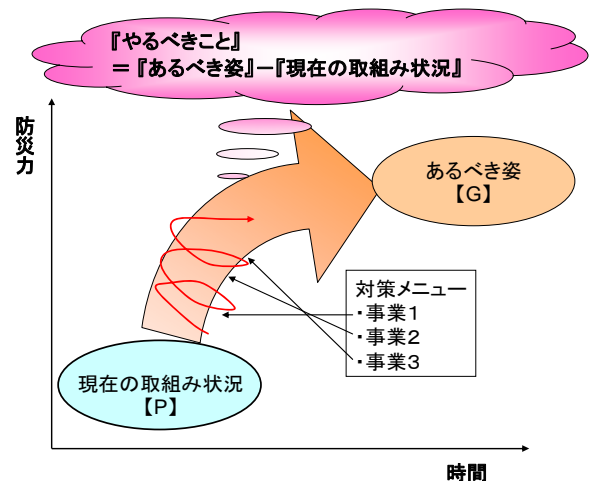 『やるべきこと』
＝『あるべき姿』－『現在の取組み状況』
防災力
あるべき姿
【G】
対策メニュー
・事業1
・事業2
・事業3
現在の取組み状況
【P】
時間